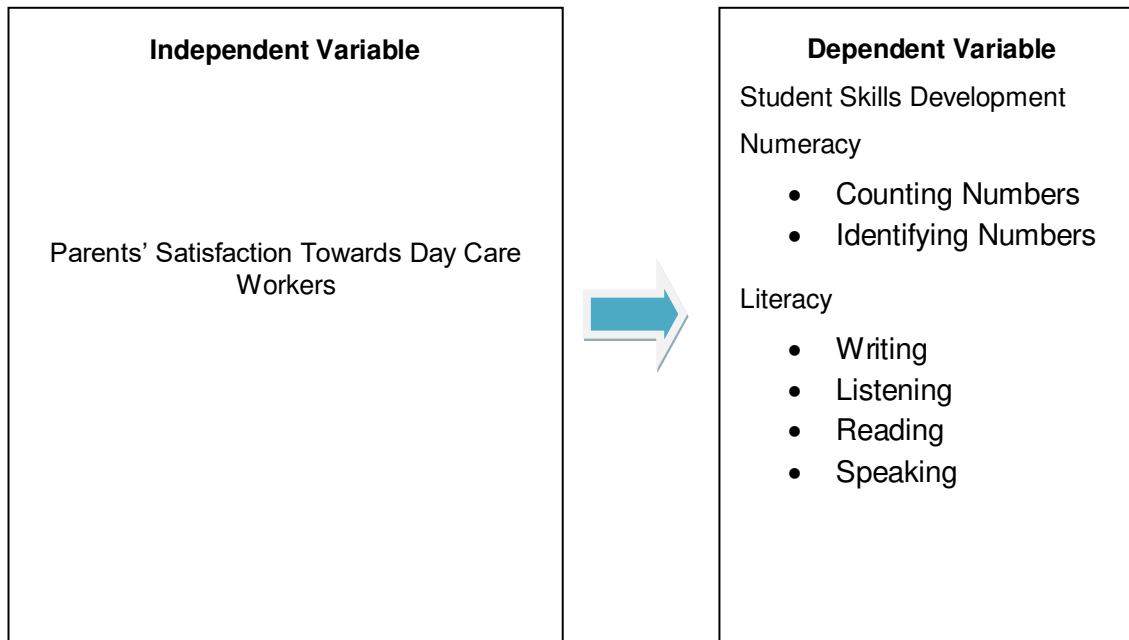 Independent Variable
Parents’ Satisfaction Towards Day Care
Workers
Dependent Variable
Student Skills Development
Numeracy
• Counting Numbers
• Identifying Numbers
Literacy
• Writing
• Listening
• Reading
• Speaking